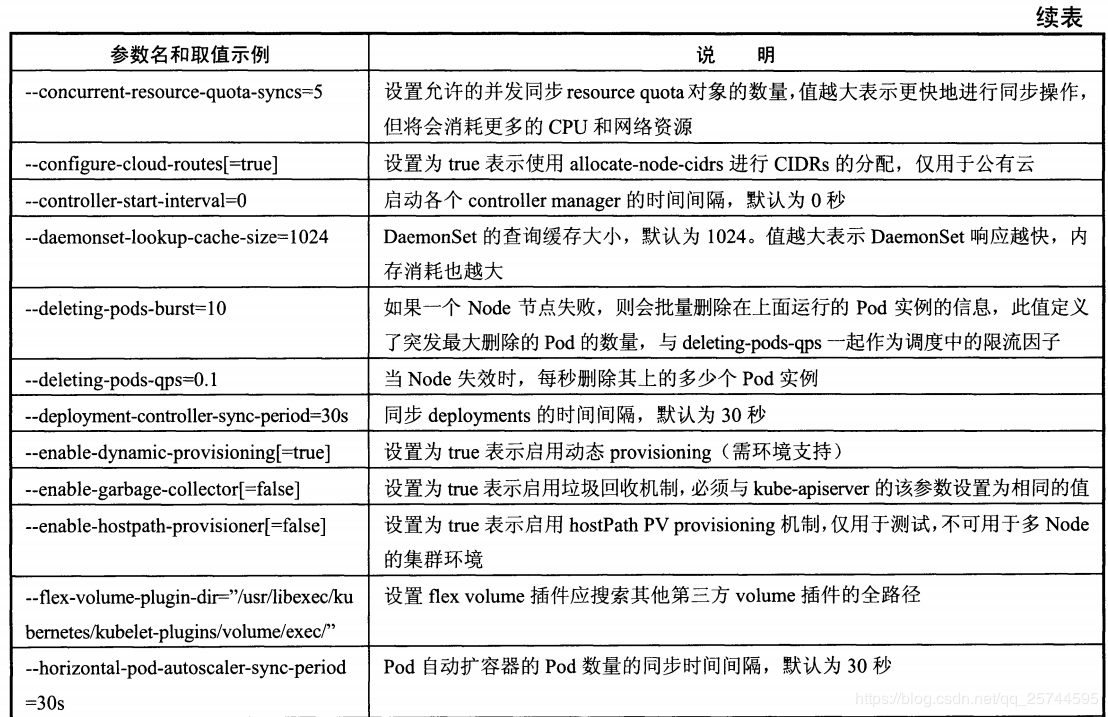 续表
参数名和取值示例
说 明
--concurrent-resource-quota-syncs=5
设置允许的并发同步 resource quota 对象的数量，值越大表示更快地进行同步操作，
但将会消耗更多的 CPU 和网络资源
--configure-cloud-routes[=true]
设置为 true 表示使用 allocate-node-cidrs 进行 CIDRs 的分配，仅用于公有云
--controller-start-interval=0
启动各个 controller manager 的时间间隔，默认为 0 秒
--daemonset-lookup-cache-size=1024
DaemonSet 的查询缓存大小，默认为 1024。值越大表示 DaemonSet 响应越快，内
存消耗也越大
--deleting-pods-burst=10
如果一个 Node 节点失败，则会批量删除在上面运行的 Pod 实例的信息，此值定义
了突发最大删除的 Pod 的数量，与 deleting-pods-qps 一起作为调度中的限流因子
--deleting-pods-qps=0.1
当 Node 失效时，每秒删除其上的多少个 Pod 实例
--deployment-controller-sync-period=30s
同步 deployments 的时间间隔，默认为 30 秒
--enable-dynamic-provisioning[=true]
设置为 true 表示启用动态 provisioning（需环境支持）
--enable-garbage-collector[=false]
设置为 true 表示启用垃圾回收机制，必须与 kube-apiserver 的该参数设置为相同的值
--enable-hostpath-provisioner[=false]
设置为 true 表示启用 hostPath PV provisioning 机制，仅用于测试，不可用于多 Node
的集群环境
--flex-volume-plugin-dir=”/usr/libexec/ku
bernetes/kubelet-plugins/volume/exec/”
设置 flex volume 插件应搜索其他第三方 volume 插件的全路径
--horizontal-pod-autoscaler-sync-period
=30s
Pod 自动扩容器的 Pod 数量的同步时间间隔，默认为 30 秒
https://blog.csdn.net/qq_25744595